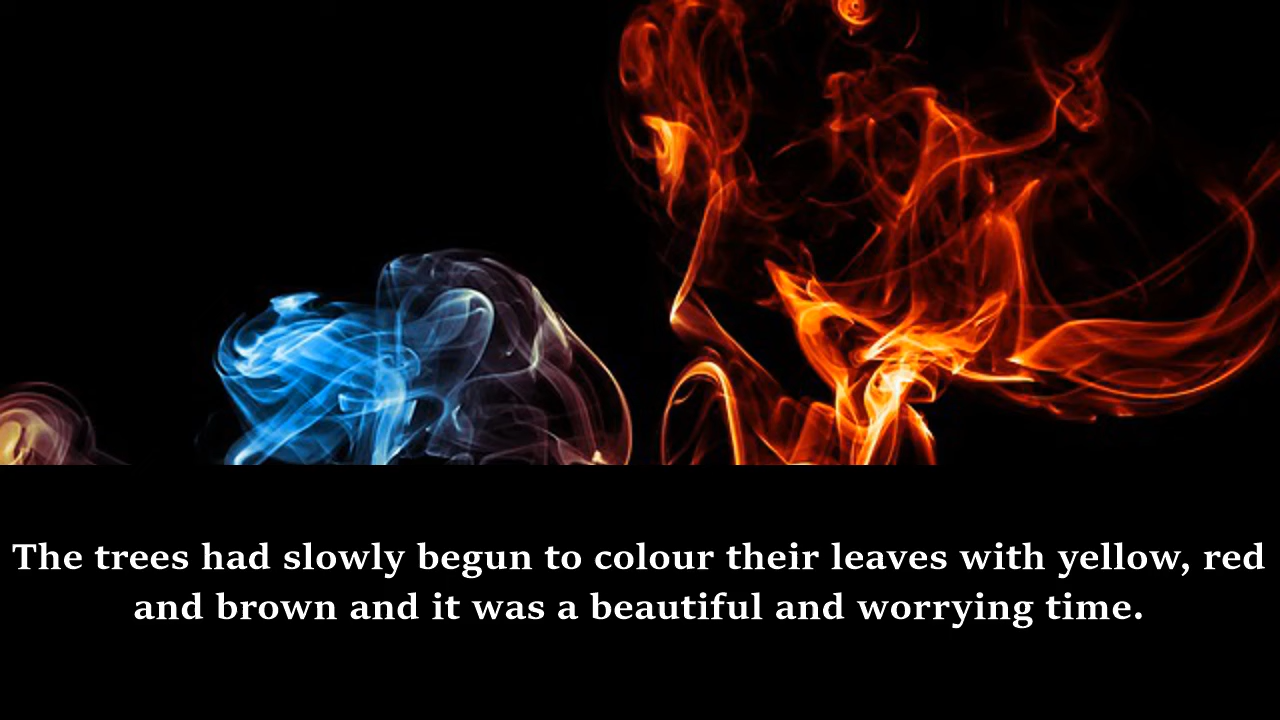 The trees had slowly begun to colour their leaves with yellow, red
and brown and it was a beautiful and worrying time.